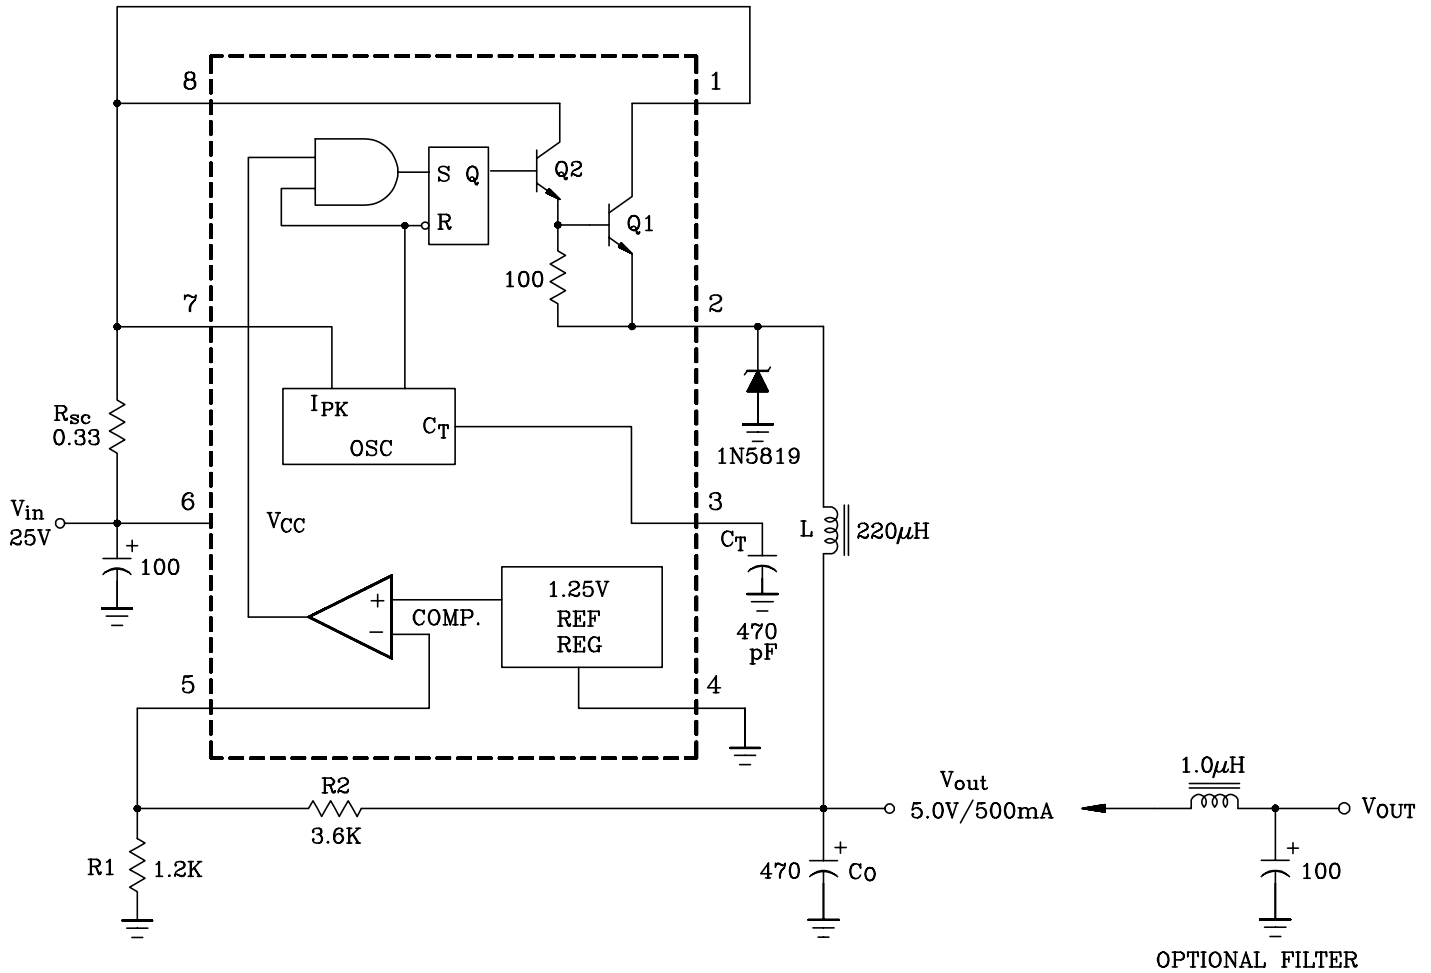 8
1
S Q
Q2
R
Q1
100
7
2
IPK
CT
OSC
Rsc
0.33
1N5819
Vin
25V
6
VCC
3
CT
L
220μH
+
100
1.25V
REF
REG
+
−
COMP.
470
pF
5
4
R2
3.6K
Vout
5.0V/500mA
1.0μH
VOUT
R1
1.2K
+
470
CO
+
100
OPTIONAL FILTER